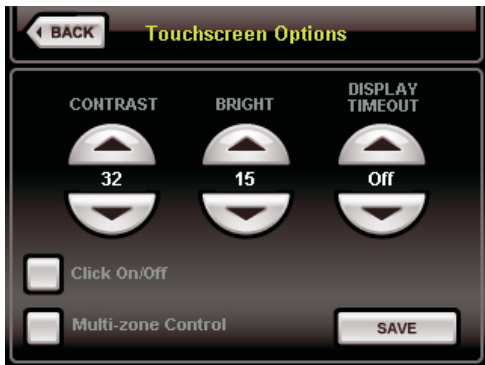 BACK
Touchscreen Options
CONTRAST
BRIGHT
DISPLAY
TIMEOUT
32
15
Off
Click On/Off
Multi-zone Control
SAVE